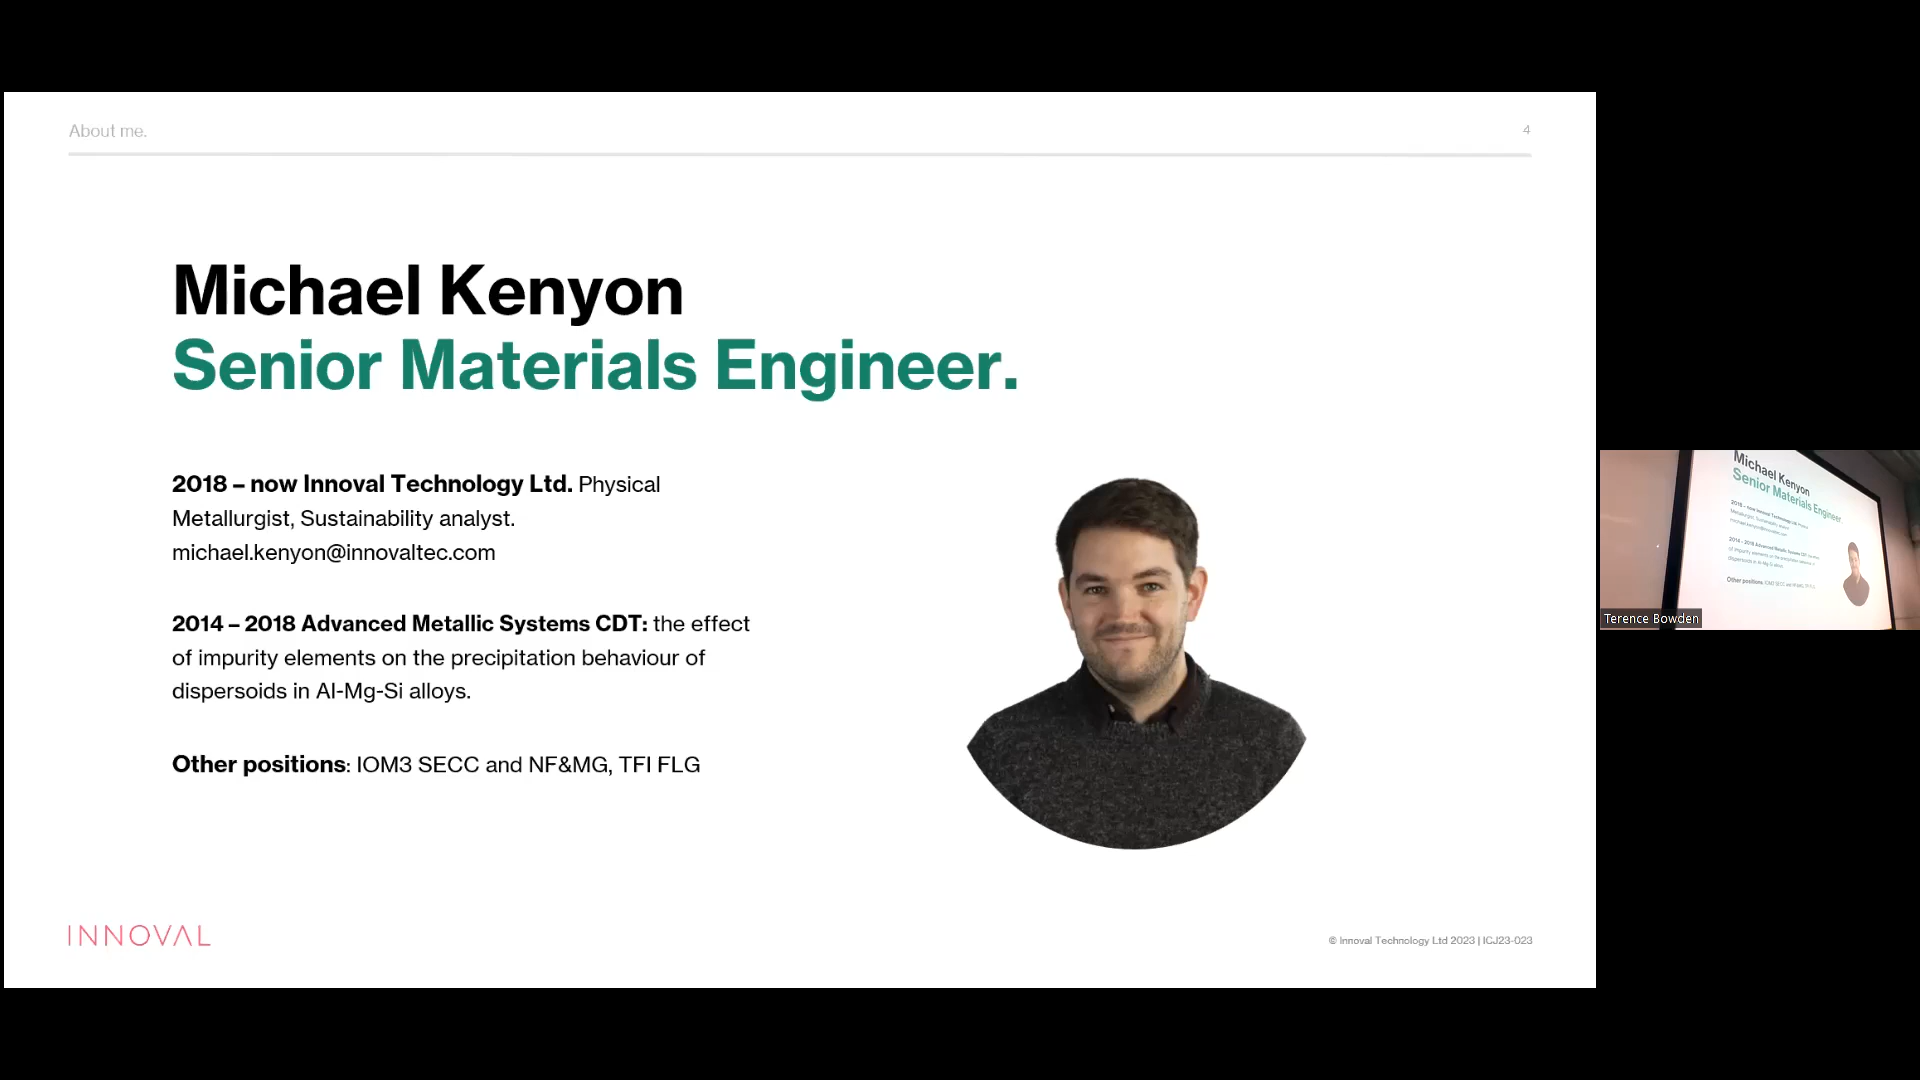 About me.
4
Michael Kenyon
Senior Materials Engineer.
2018 – now Innoval Technology Ltd. Physical
Metallurgist, Sustainability analyst.
michael.kenyon@innovaltec.com
2014 – 2018 Advanced Metallic Systems CDT: the effect
of impurity elements on the precipitation behaviour of
dispersoids in Al-Mg-Si alloys.
Other positions: IOM3 SECC and NF&MG, TFI FLG
INNOVAL
© Innoval Technology Ltd 2023 | ICJ23-023
Michael Kenyon
Senior Materials Engineer
Terence Bowden